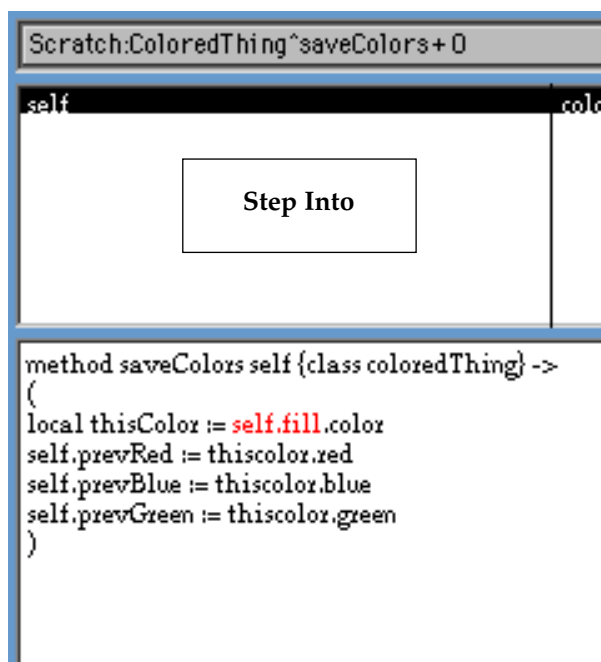 Scratch:ColoredThing^saveColors+ 0
self
Step Into
method saveColors self {class coloredThing} ->
(
local thisColor := self.fill.color
self.prevRed := thiscolor.red
self.prevBlue := thiscolor.blue
self.prevGreen := thiscolor.green
)